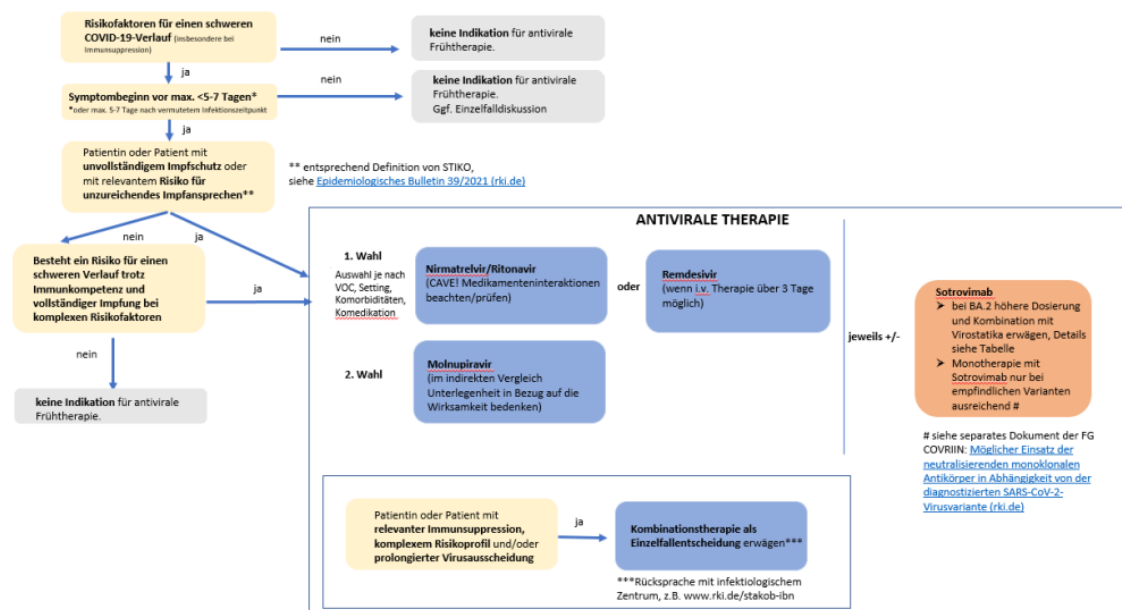 Risikofaktoren für einen schweren
COVID-19-Verlauf (insbesondere bei
Immunsuppression)
nein
keine Indikation für antivirale
Frühtherapie.
ja
Symptombeginn vor max. <5-7 Tagen*
*oder max. 5-7 Tage nach vermutetem Infektionszeitpunkt
nein
keine Indikation für antivirale
Frühtherapie.
Ggf. Einzelfalldiskussion
ja
Patientin oder Patient mit
unvollständigem Impfschutz oder
mit relevantem Risiko für
unzureichendes Impfansprechen**
** entsprechend Definition von STIKO,
siehe Epidemiologisches Bulletin 39/2021 (rki.de)
nein
ja
Besteht ein Risiko für einen
schweren Verlauf trotz
Immunkompetenz und
vollständiger Impfung bei
komplexen Risikofaktoren
ja
nein
keine Indikation für antivirale
Frühtherapie.
ANTIVIRALE THERAPIE
1. Wahl
Auswahl je nach
VOC, Setting,
Komorbiditäten,
Komedikation
Nirmatrelvir/Ritonavir
(CAVE! Medikamenteninteraktionen
beachten/prüfen)
oder
Remdesivir
(wenn i.v. Therapie über 3 Tage
möglich)
2. Wahl
Molnupiravir
(im indirekten Vergleich
Unterlegenheit in Bezug auf die
Wirksamkeit bedenken)
jeweils +/-
Sotrovimab
➤ bei BA.2 höhere Dosierung
und Kombination mit
Virostatika erwägen, Details
siehe Tabelle
➤ Monotherapie mit
Sotrovimab nur bei
empfindlichen Varianten
ausreichend #
# siehe separates Dokument der FG
COVRIIN: Möglicher Einsatz der
neutralisierenden monoklonalen
Antikörper in Abhängigkeit von der
diagnostizierten SARS-CoV-2-
Virusvariante (rki.de)
Patientin oder Patient mit
relevanter Immunsuppression,
komplexem Risikoprofil und/oder
prolongierter Virusausscheidung
ja
Kombinationstherapie als
Einzelfallentscheidung erwägen***
***Rücksprache mit infektiologischem
Zentrum, z.B. www.rki.de/stakob-ibn